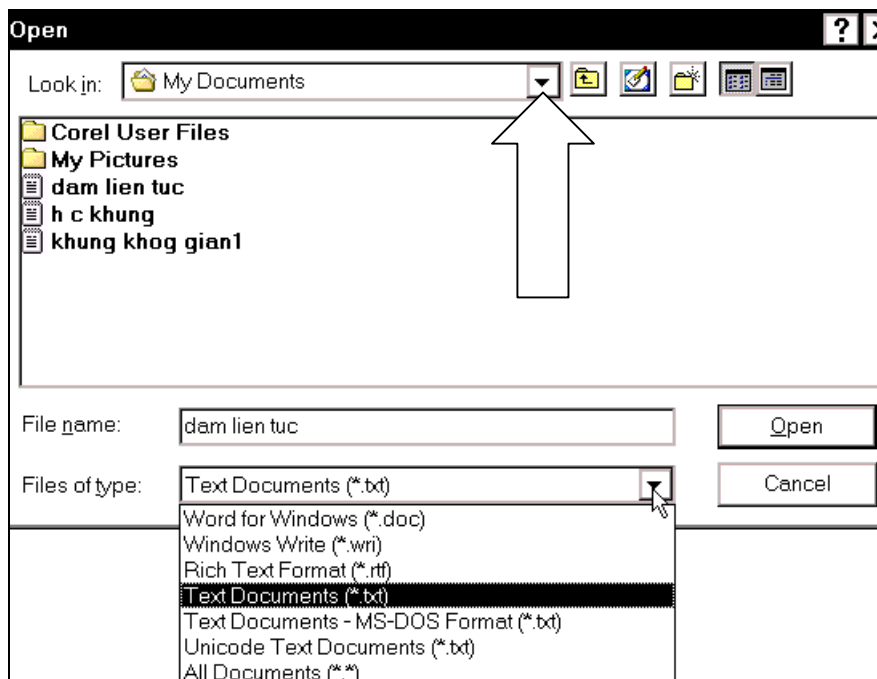 Open
Look in: My Documents
Corel User Files
My Pictures
dam lien tuc
h c khung
khung khog gian1
File name: dam lien tuc Open
Files of type: Text Documents (*.txt) Cancel
Word for Windows (*.doc)
Windows Write (*.wri)
Rich Text Format (*.rtf)
Text Documents (*.txt)
Text Documents - MS-DOS Format (*.txt)
Unicode Text Documents (*.txt)
All Documents (*.*)